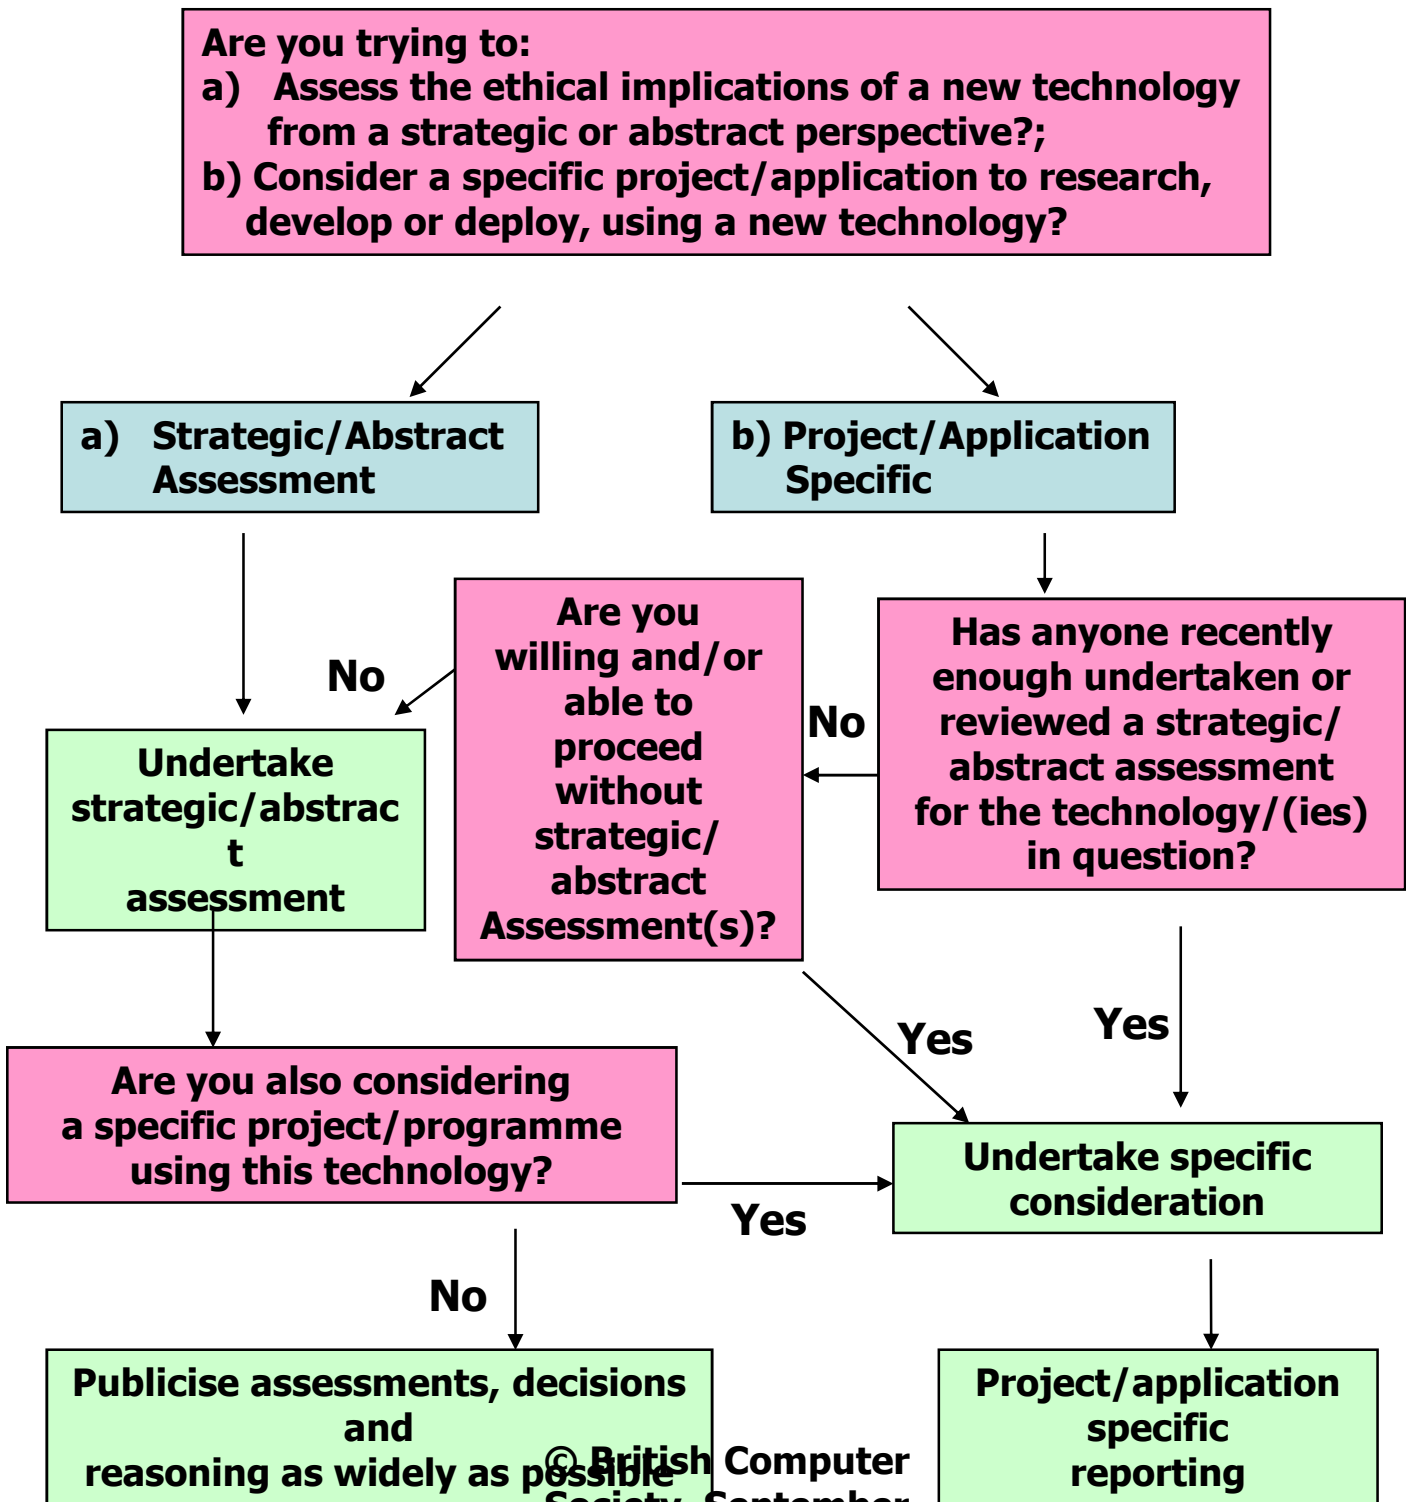 Are you trying to:
a) Assess the ethical implications of a new technology
from a strategic or abstract perspective?;
b) Consider a specific project/application to research,
develop or deploy, using a new technology?
a) Strategic/Abstract
Assessment
b) Project/Application
Specific
Are you
willing and/or
able to
proceed
without
strategic/
abstract
Assessment(s)?
Has anyone recently
enough undertaken or
reviewed a strategic/
abstract assessment
for the technology/(ies)
in question?
No
No
Undertake
strategic/abstrac
t
assessment
Yes
Yes
Are you also considering
a specific project/programme
using this technology?
Undertake specific
consideration
Yes
No
Publicise assessments, decisions
and
reasoning as widely as possible
Project/application
specific
reporting
© British Computer
Society, September